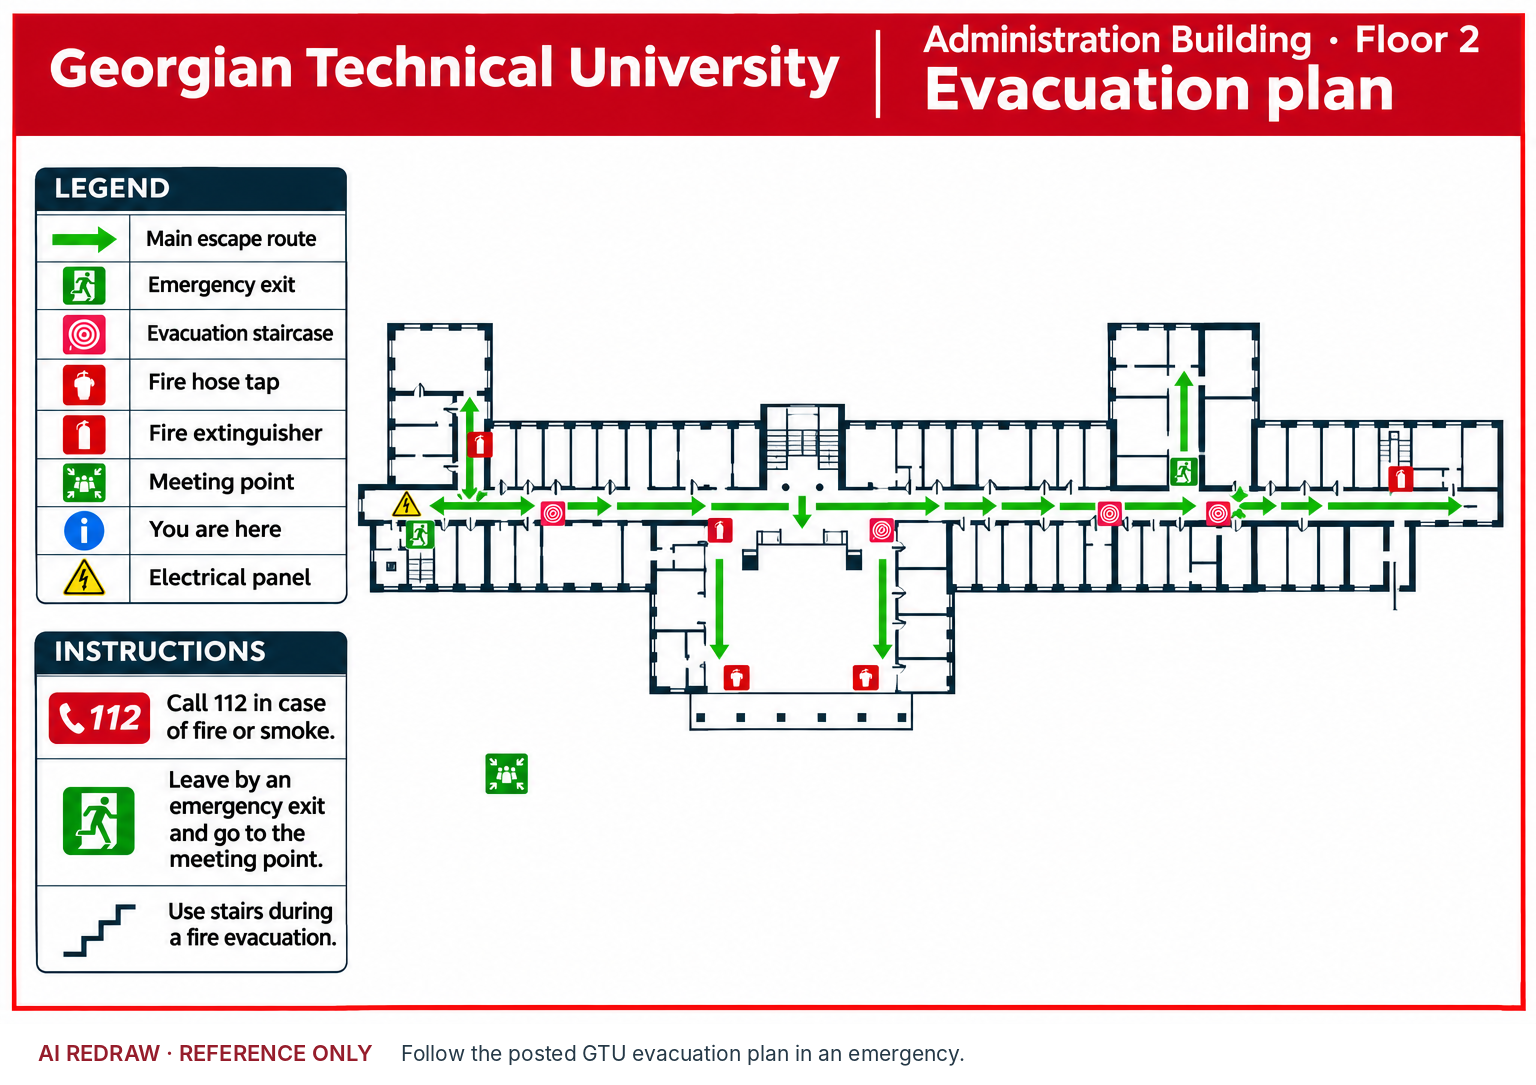 Georgian Technical University
Administration Building · Floor 2
Evacuation plan
LEGEND
Main escape route
Emergency exit
Evacuation staircase
Fire hose tap
Fire extinguisher
Meeting point
i
You are here
Electrical panel
INSTRUCTIONS
112
Call 112 in case
of fire or smoke.
Leave by an
emergency exit
and go to the
meeting point.
Use stairs during
a fire evacuation.
AI REDRAW · REFERENCE ONLY Follow the posted GTU evacuation plan in an emergency.